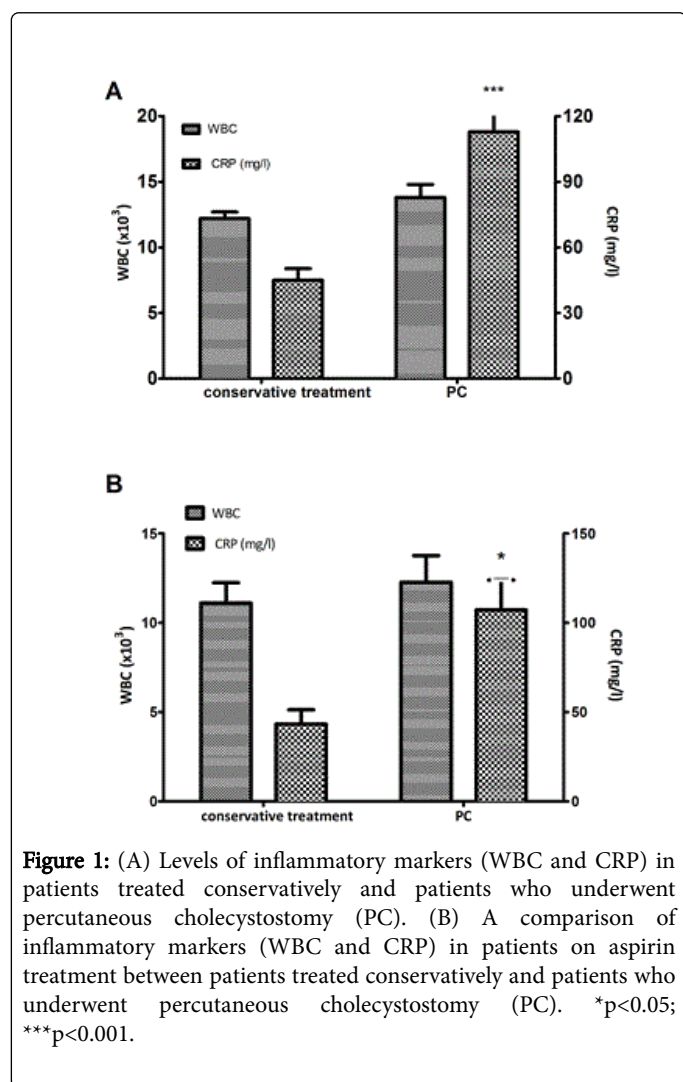 A
***
20
15
10
5
0
WBC (x10³)
WBC
CRP (mg/l)
120
90
60
30
0
CRP (mg/l)
conservative treatment
PC
B
*
15
10
5
0
WBC (x10³)
WBC
CRP (mg/l)
150
100
50
0
CRP (mg/l)
conservative treatment
PC
Figure 1: (A) Levels of inflammatory markers (WBC and CRP) in
patients treated conservatively and patients who underwent
percutaneous cholecystostomy (PC). (B) A comparison of
inflammatory markers (WBC and CRP) in patients on aspirin
treatment between patients treated conservatively and patients who
underwent percutaneous cholecystostomy (PC). *p<0.05;
***p<0.001.